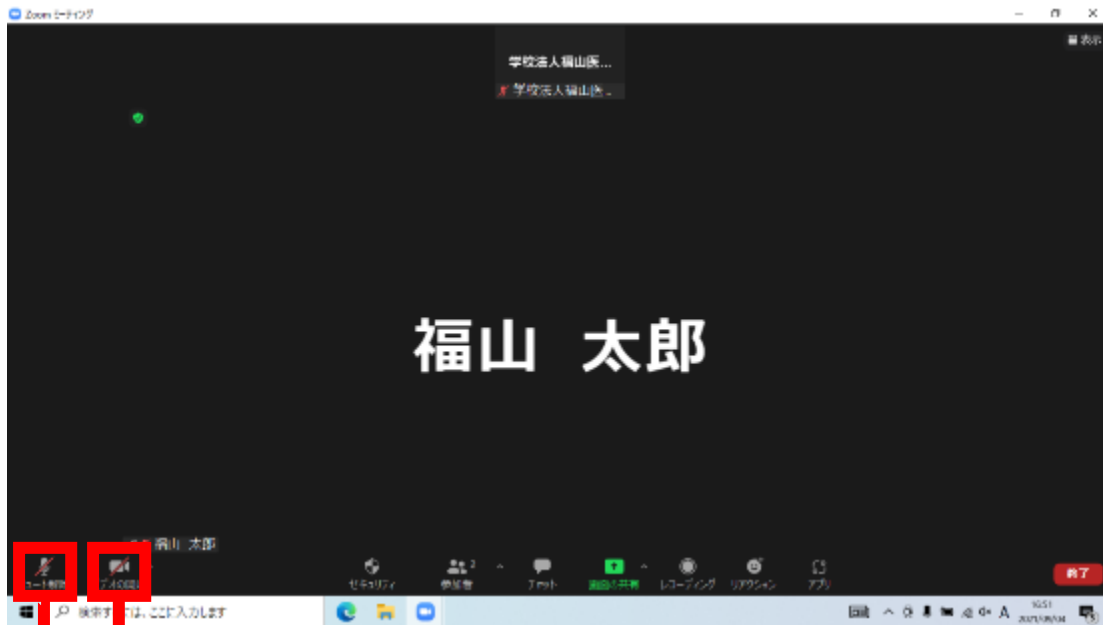 Zoom ミーティング
表示
学校法人福山医...
学校法人福山医...
福山 太郎
福山 太郎
セキュリティ
参加者
2
チャット
画面の共有
レコーディング
リアクション
アプリ
終了
ここに入力します
A
16:51